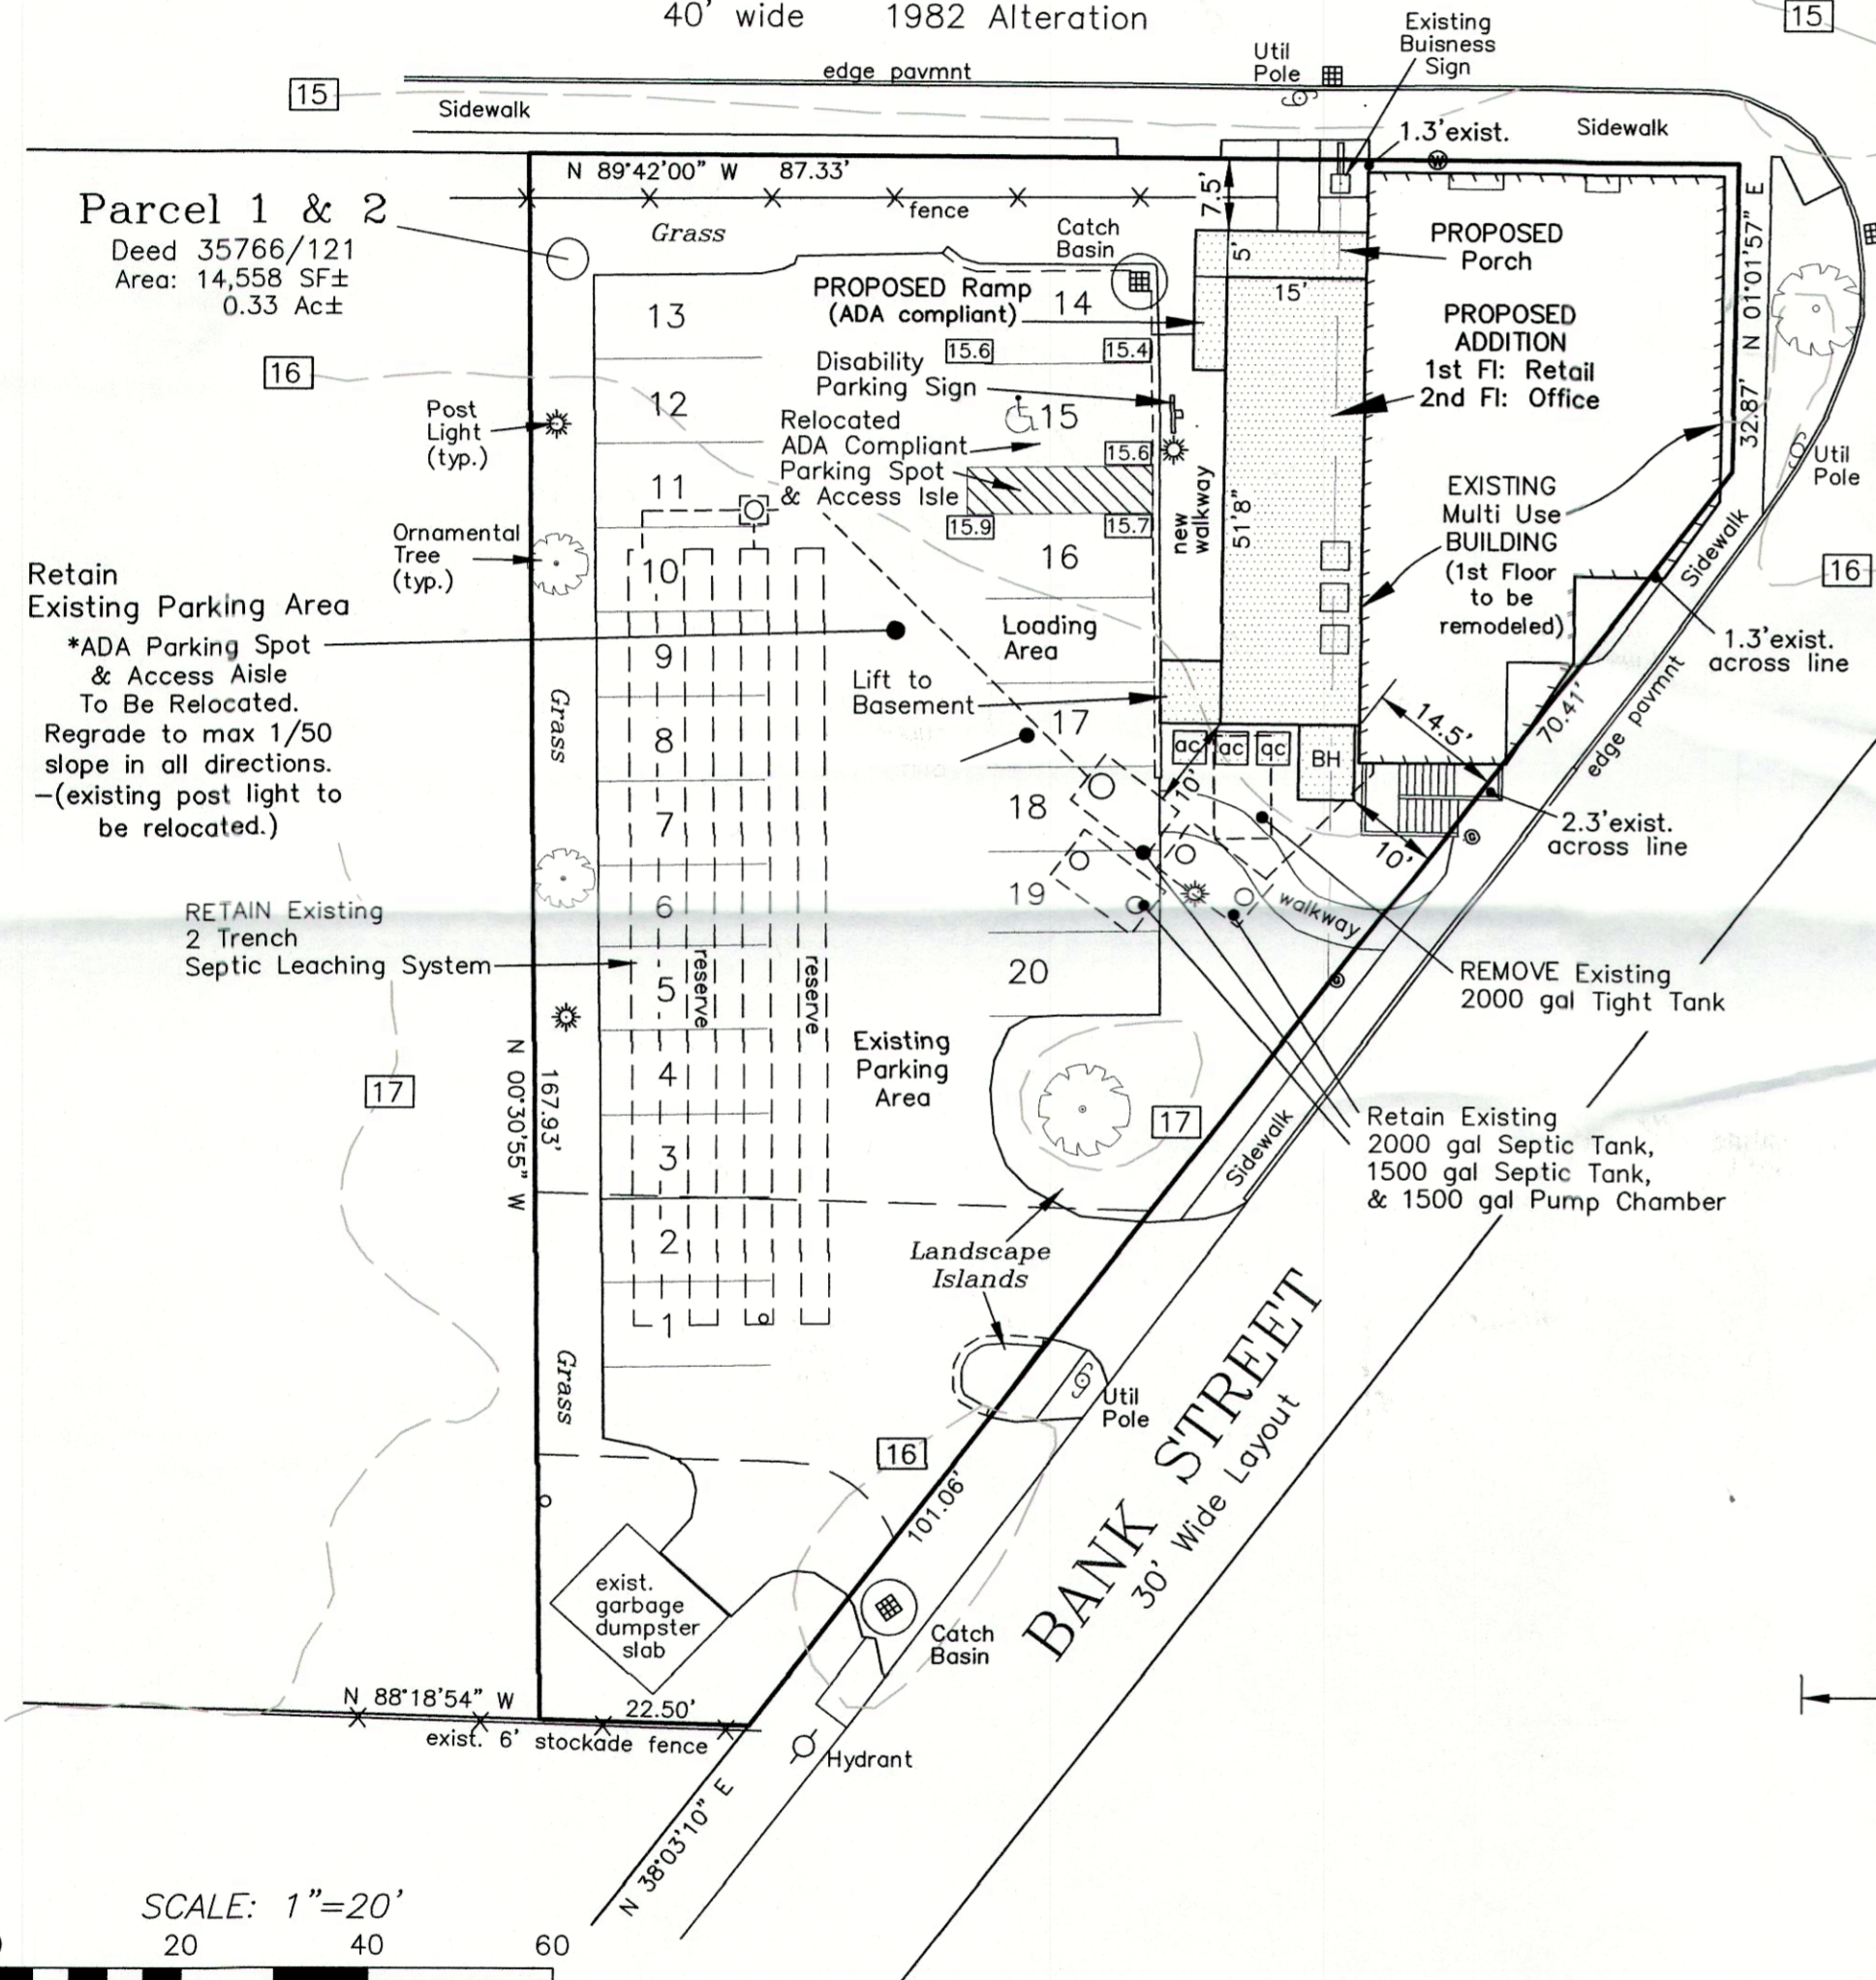 40' wide 1982 Alteration
Existing
Buisness
Sign
15
Util
Pole
edge pavmnt
15
Sidewalk
1.3'exist.
Sidewalk
N 89°42'00" W 87.33'
fence
Grass
Parcel 1 & 2
Deed 35766/121
Area: 14,558 SF±
0.33 Ac±
Catch
Basin
7.5'
5'
15'
PROPOSED
Porch
N 01°01'57" E
32.87'
PROPOSED Ramp
(ADA compliant)
13
14
PROPOSED
ADDITION
1st Fl: Retail
2nd Fl: Office
16
15.6
15.4
Disability
Parking Sign
12
15
Post
Light
(typ.)
Relocated
ADA Compliant
Parking Spot
& Access Isle
15.6
Util
Pole
11
15.9
15.7
new
walkway
51'8"
EXISTING
Multi Use
BUILDING
(1st Floor
to be
remodeled)
Sidewalk
16
Ornamental
Tree
(typ.)
10
16
Retain
Existing Parking Area
*ADA Parking Spot
& Access Aisle
To Be Relocated.
Regrade to max 1/50
slope in all directions.
-(existing post light to
be relocated.)
Loading
Area
9
1.3'exist.
across line
Lift to
Basement
Grass
8
17
14.5'
70.41'
edge pavmnt
ac
ac
ac
BH
10'
7
18
2.3'exist.
across line
10'
RETAIN Existing
2 Trench
Septic Leaching System
6
19
walkway
5
reserve
reserve
20
REMOVE Existing
2000 gal Tight Tank
Existing
Parking
Area
N 00°30'55" W
167.93'
17
4
17
Retain Existing
2000 gal Septic Tank,
1500 gal Septic Tank,
& 1500 gal Pump Chamber
3
Sidewalk
2
Landscape
Islands
1
Grass
Util
Pole
16
101.06'
BANK STREET
30' Wide Layout
exist.
garbage
dumpster
slab
Catch
Basin
N 88°18'54" W
22.50'
exist. 6' stockade fence
Hydrant
N 38°03'10" E
SCALE: 1"=20'
20 40 60